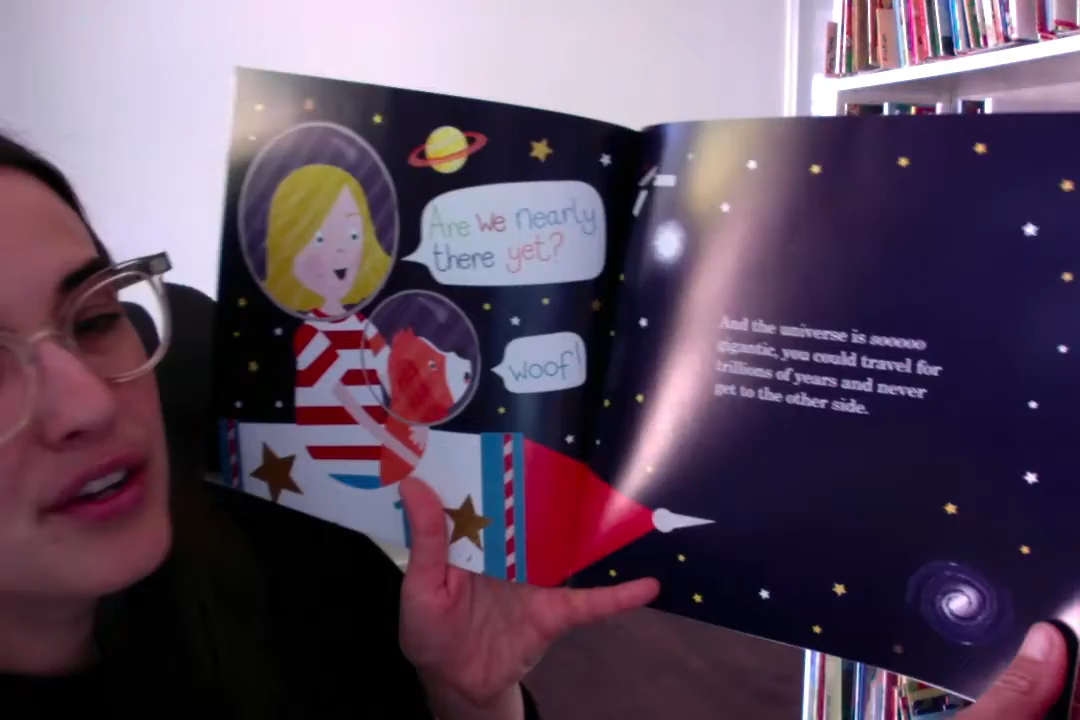 Are we nearly
there yet?
woof!
And the universe is soooooo
gigantic, you could travel for
trillions of years and never
get to the other side.